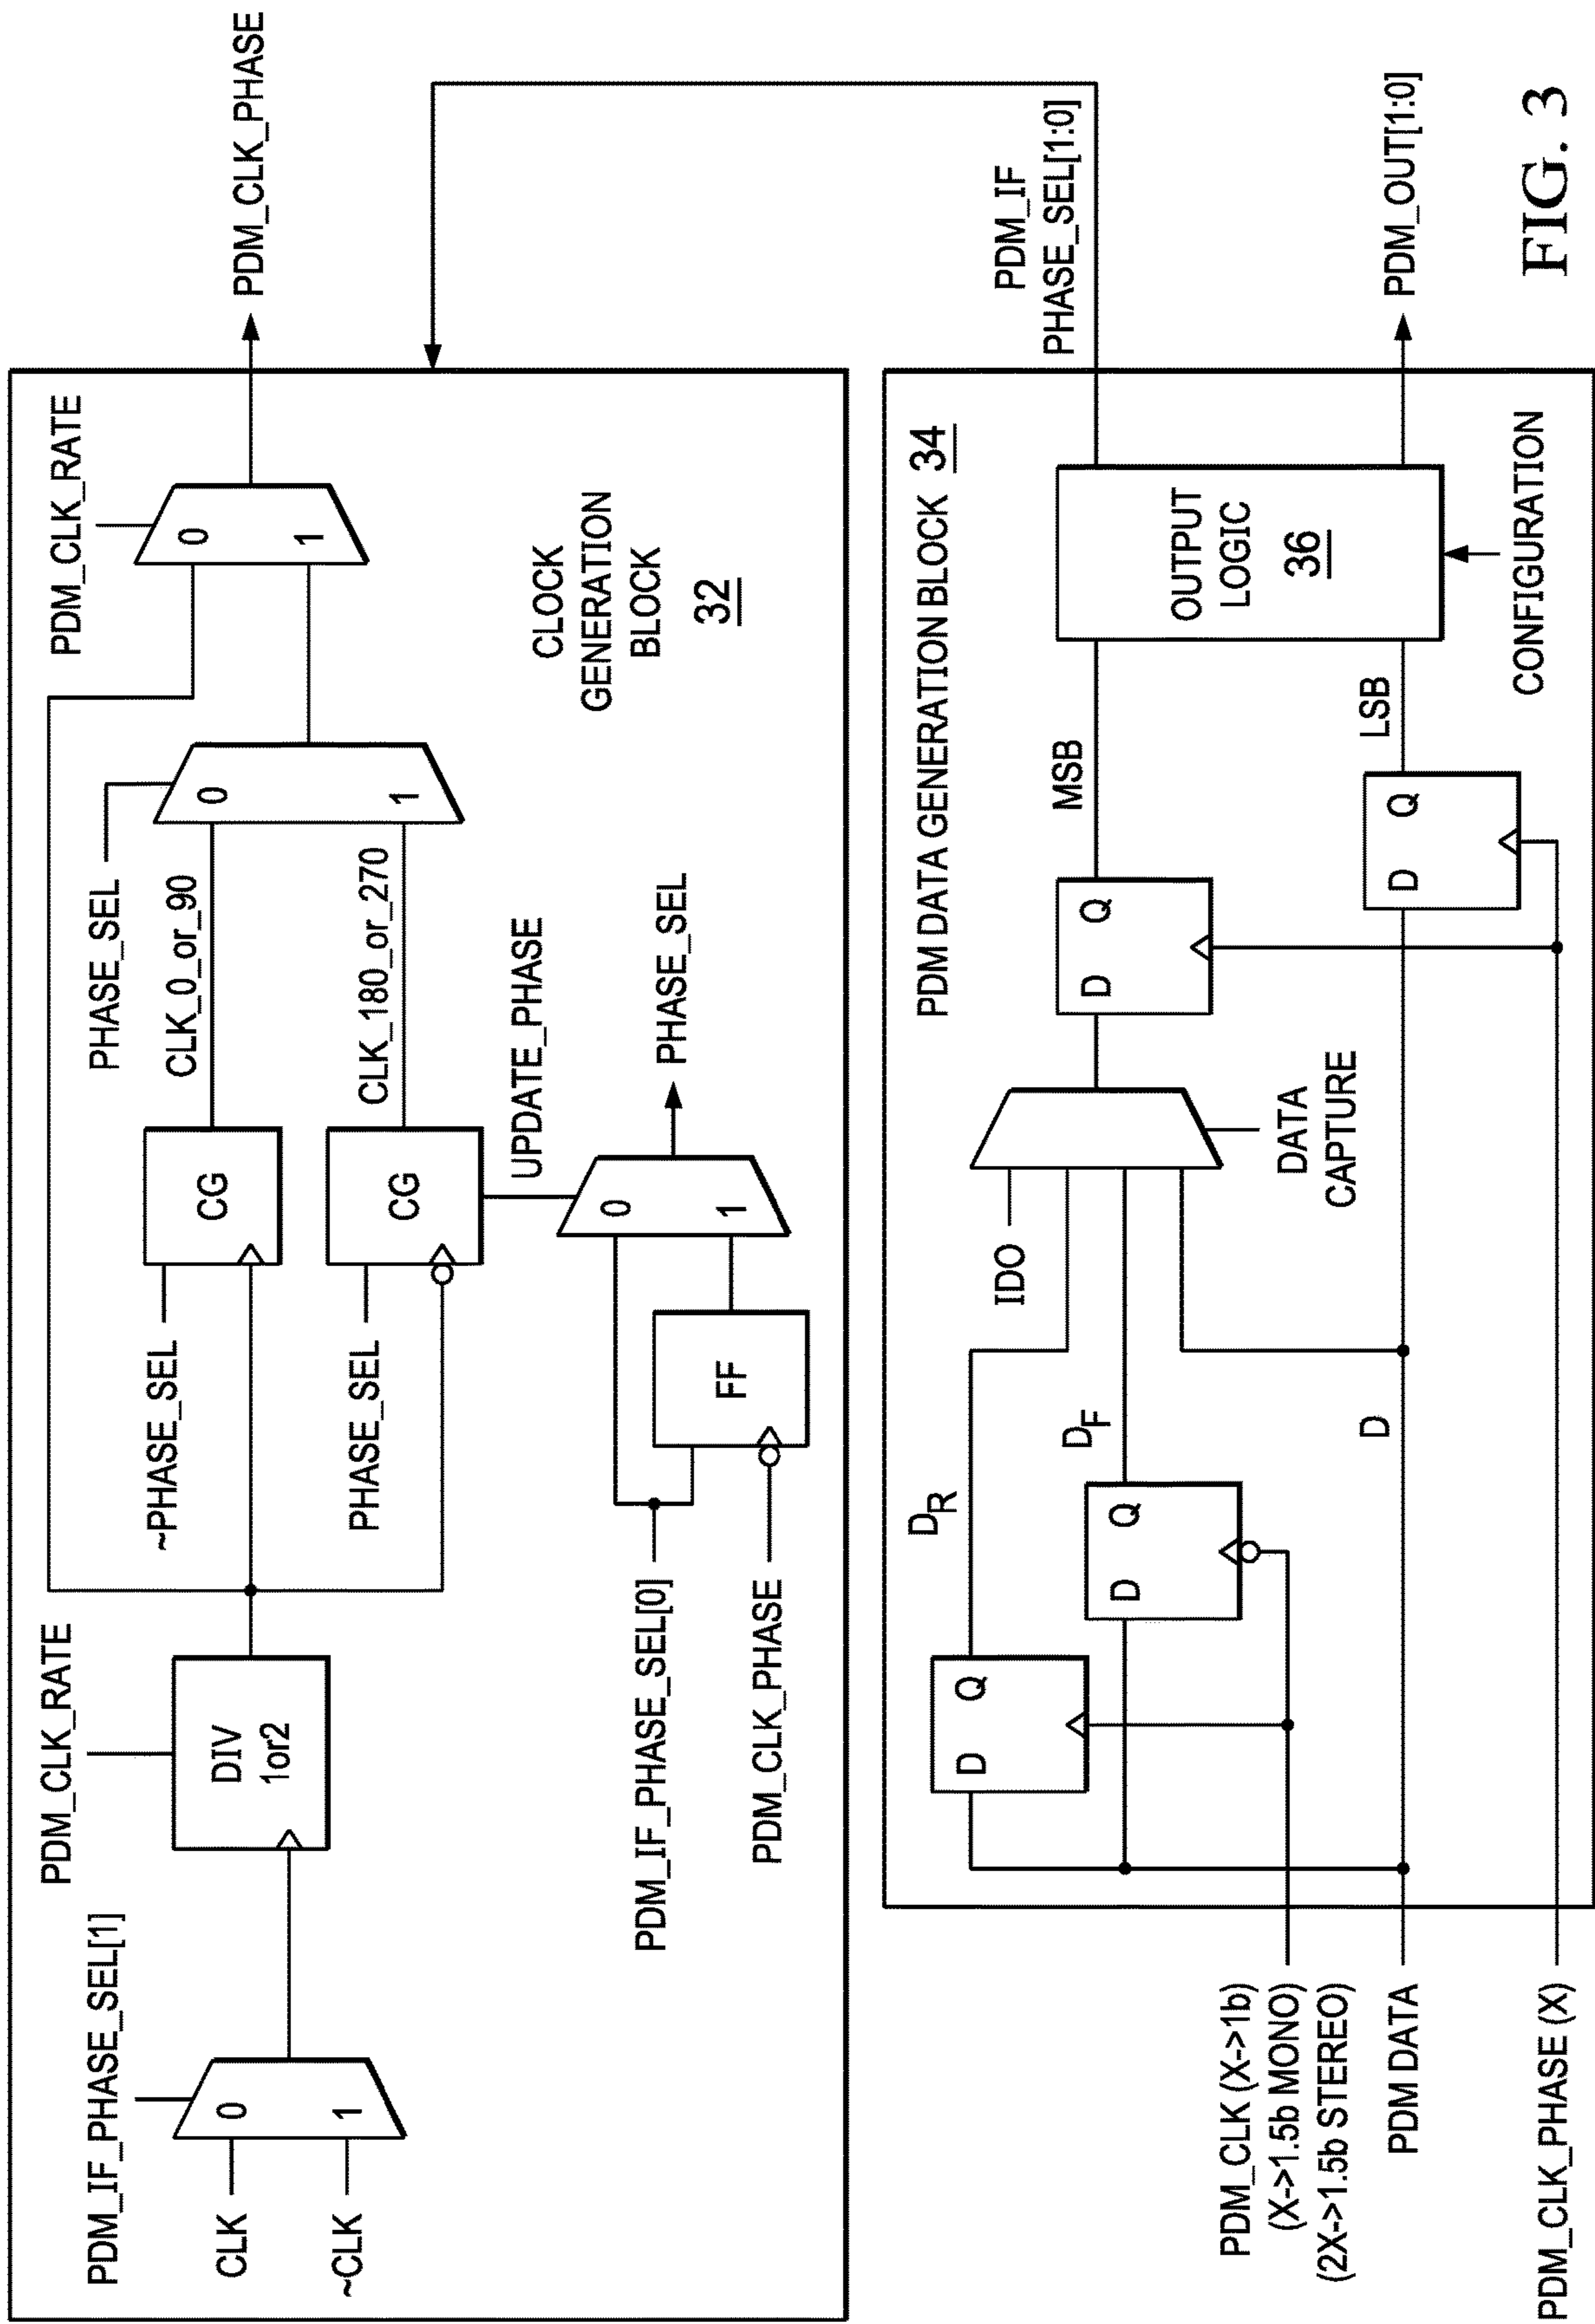 PDM_IF_PHASE_SEL[1]
CLK
~CLK
0
1
PDM_CLK_RATE
DIV
1or2
~PHASE_SEL
PHASE_SEL
CG
CG
PHASE_SEL
CLK_0_or_90
CLK_180_or_270
0
1
PDM_CLK_RATE
0
1
PDM_CLK_PHASE
UPDATE_PHASE
PDM_IF_PHASE_SEL[0]
PDM_CLK_PHASE
FF
0
1
PHASE_SEL
CLOCK
GENERATION
BLOCK
32
PDM_IF
PHASE_SEL[1:0]
PDM DATA GENERATION BLOCK 34
PDM_CLK (X->1b)
(X->1.5b MONO)
(2X->1.5b STEREO)
PDM DATA
PDM_CLK_PHASE (X)
D Q
DR
D Q
DF
D
IDO
DATA
CAPTURE
D Q
MSB
D Q
LSB
OUTPUT
LOGIC
36
CONFIGURATION
PDM_OUT[1:0]
FIG. 3